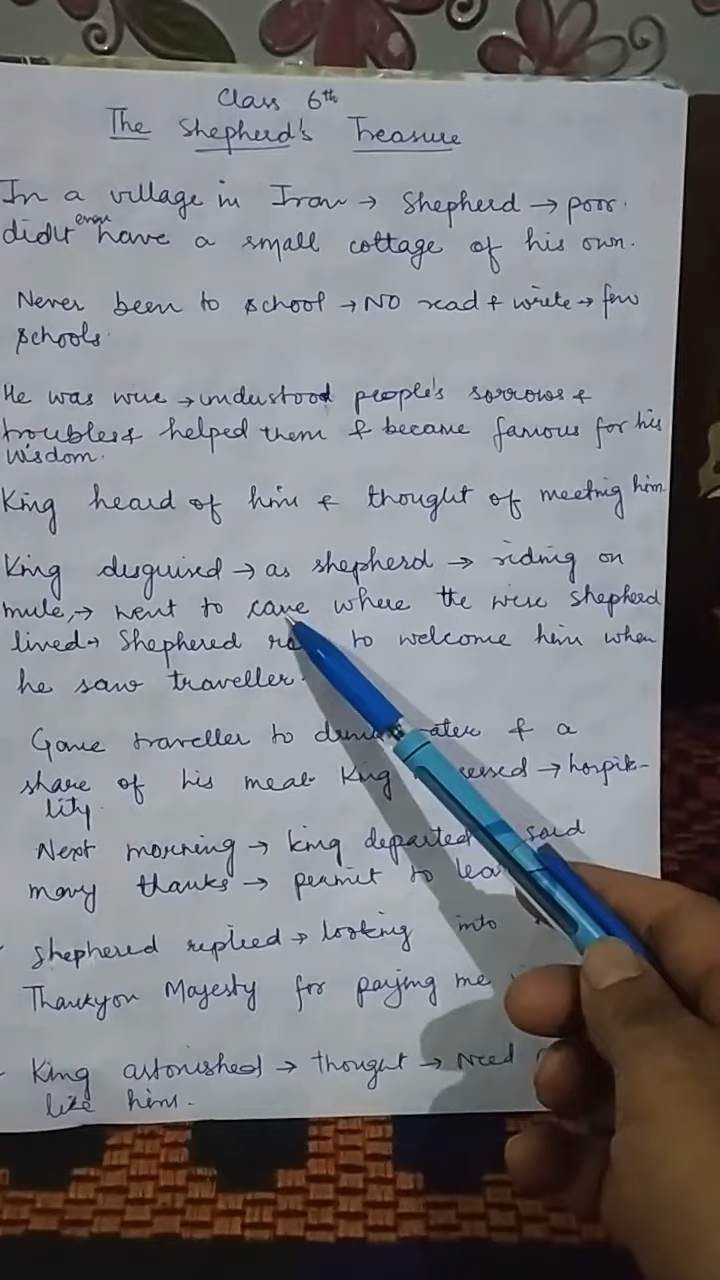 Class 6th
The Shepherd's Treasure
In a village in Iran → Shepherd → poor.
didn't even have a small cottage of his own.
Never been to school → NO read + write → few
schools.
He was wise → understood people's sorrows &
troubles & helped them & became famous for his
wisdom.
King heard of him & thought of meeting him.
King disguised → as shepherd → riding on
mule, → went to cave where the wise shepherd
lived → Shephered to welcome him when
he saw traveller.
Gave traveller to & a
share of his meal. King → hospita-
lity.
Next morning → king departed said
many thanks → permit to
Shephered replied → looking into
Thankyou Majesty for paying me
King astonished → thought → Need
like him.